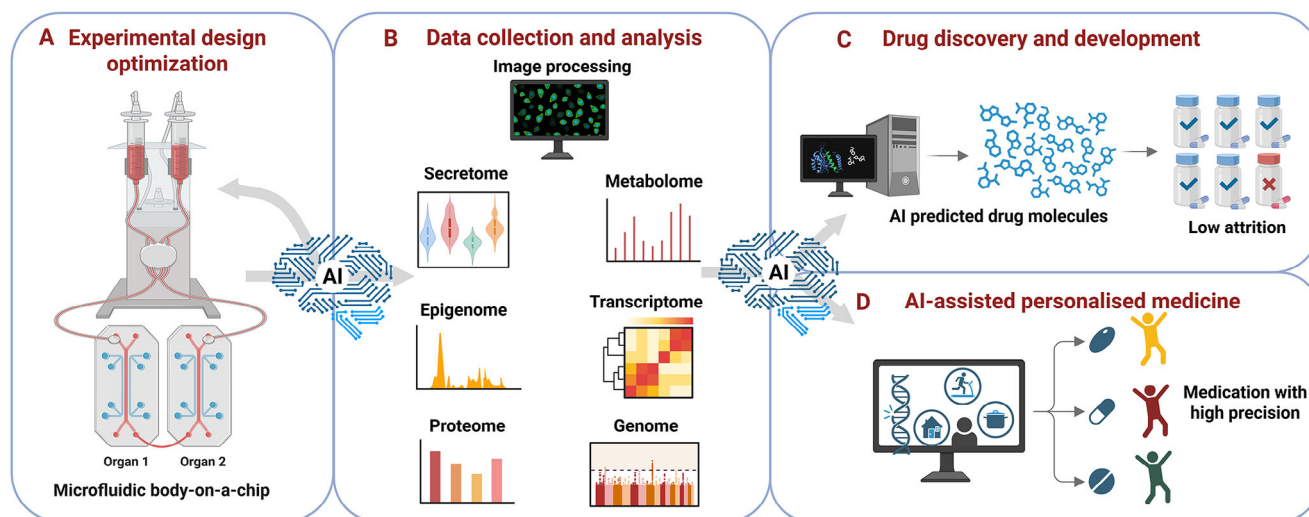 A Experimental design
optimization
Organ 1 Organ 2
Microfluidic body-on-a-chip
AI
B Data collection and analysis
Image processing
Secretome
Metabolome
Epigenome
Transcriptome
Proteome
Genome
AI
C Drug discovery and development
AI predicted drug molecules
Low attrition
D AI-assisted personalised medicine
Medication with
high precision